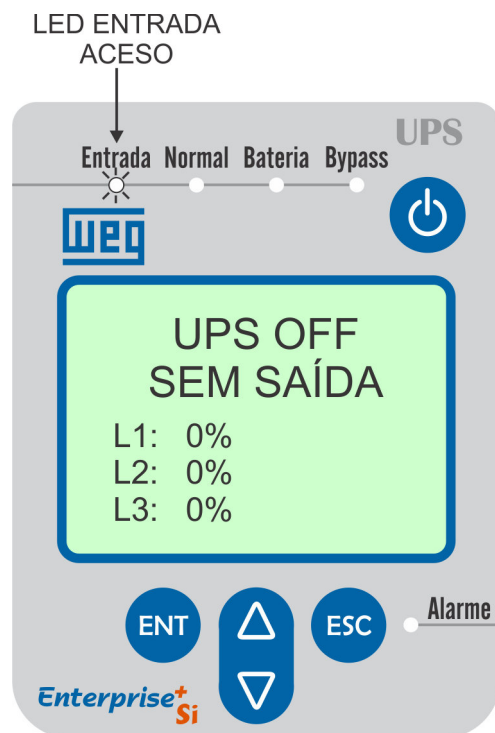 LED ENTRADA
ACESO
UPS
Entrada Normal Bateria Bypass
weg
UPS OFF
SEM SAÍDA
L1: 0%
L2: 0%
L3: 0%
ENT
ESC
Alarme
Enterprise+
Si